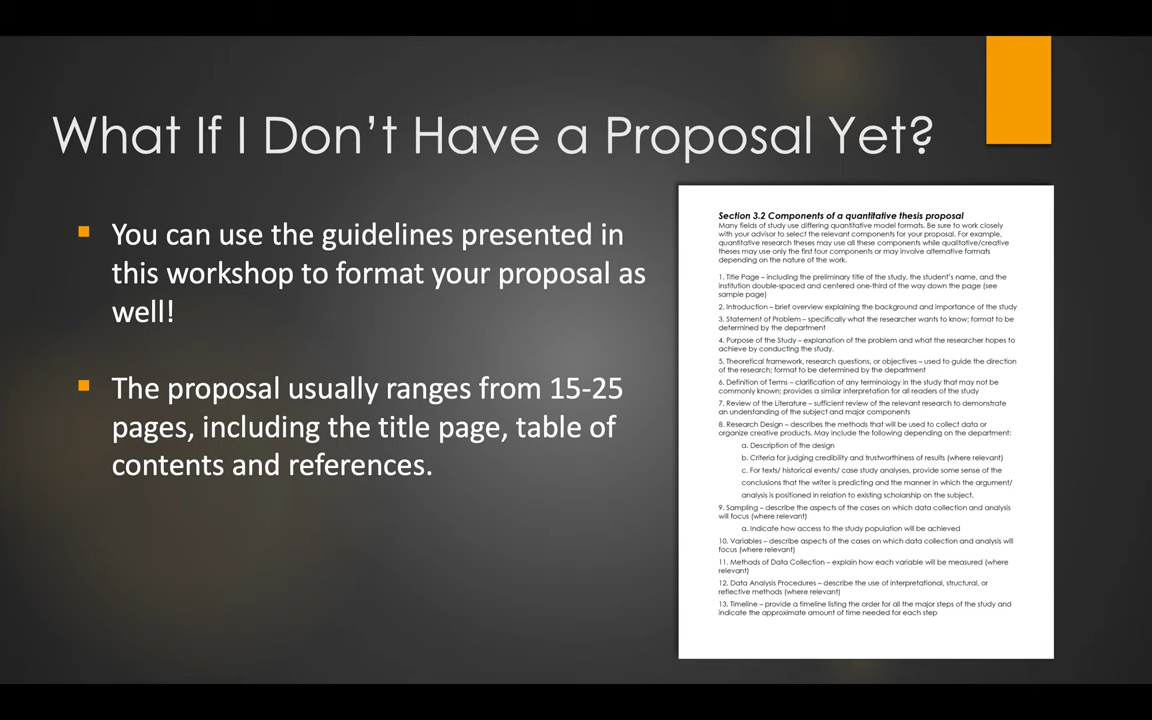 What If I Don't Have a Proposal Yet?
You can use the guidelines presented in
this workshop to format your proposal as
well!
The proposal usually ranges from 15-25
pages, including the title page, table of
contents and references.
Section 3.2 Components of a quantitative thesis proposal
Many fields of study use differing quantitative model formats. Be sure to work closely
with your advisor to select the relevant components for your proposal. For example,
quantitative research theses may use all these components while qualitative/creative
theses may use only the first four components or may involve alternative formats
depending on the nature of the work.
1. Title Page – including the preliminary title of the study, the student's name, and the
institution double-spaced and centered one-third of the way down the page (see
sample page)
2. Introduction – brief overview explaining the background and importance of the study
3. Statement of Problem – specifically what the researcher wants to know; format to be
determined by the department
4. Purpose of the Study – explanation of the problem and what the researcher hopes to
achieve by conducting the study.
5. Theoretical framework, research questions, or objectives – used to guide the direction
of the research; format to be determined by the department
6. Definition of Terms – clarification of any terminology in the study that may not be
commonly known; provides a similar interpretation for all readers of the study
7. Review of the Literature – sufficient review of the relevant research to demonstrate
an understanding of the subject and major components
8. Research Design – describes the methods that will be used to collect data or
organize creative products. May include the following depending on the department:
a. Description of the design
b. Criteria for judging credibility and trustworthiness of results (where relevant)
c. For texts/ historical events/ case study analyses, provide some sense of the
conclusions that the writer is predicting and the manner in which the argument/
analysis is positioned in relation to existing scholarship on the subject.
9. Sampling – describe the aspects of the cases on which data collection and analysis
will focus (where relevant)
a. Indicate how access to the study population will be achieved
10. Variables – describe aspects of the cases on which data collection and analysis will
focus (where relevant)
11. Methods of Data Collection – explain how each variable will be measured (where
relevant)
12. Data Analysis Procedures – describe the use of interpretational, structural, or
reflective methods (where relevant)
13. Timeline – provide a timeline listing the order for all the major steps of the study and
indicate the approximate amount of time needed for each step